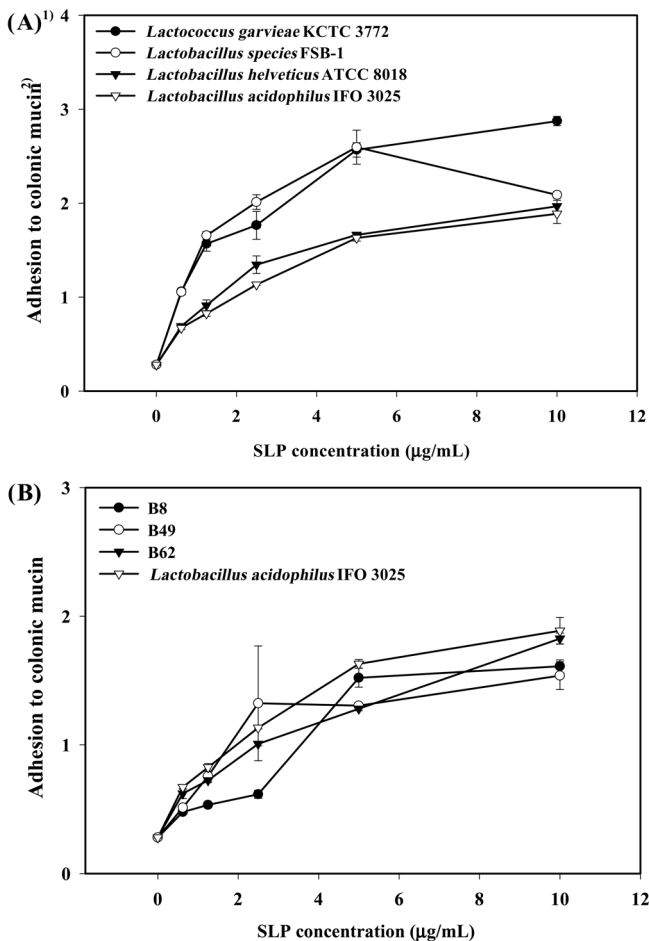 (A)1)
Lactococcus garvieae KCTC 3772
Lactobacillus species FSB-1
Lactobacillus helveticus ATCC 8018
Lactobacillus acidophilus IFO 3025
Adhesion to colonic mucin2)
4
3
2
1
0
0 2 4 6 8 10 12
SLP concentration (µg/mL)
(B)
B8
B49
B62
Lactobacillus acidophilus IFO 3025
Adhesion to colonic mucin
3
2
1
0
0 2 4 6 8 10 12
SLP concentration (µg/mL)